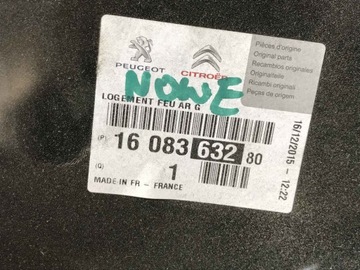 PEUGEOT CITROËN
Pièces d'origine
Original parts
Recambios originales
Originalteile
Ricambi originali
Peças de origem
NOWE
LOGEMENT FEU AR G
(P) 16 083 632 80
(Q) 1
MADE IN FR - FRANCE
16/12/2015 - 12:22